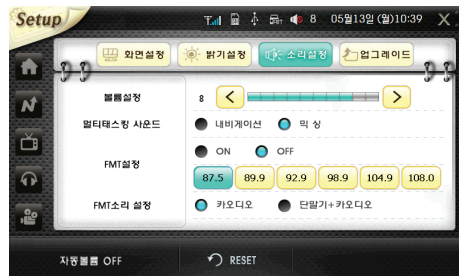 Setup 8 05월13일 (월)10:39 X
화면설정 밝기설정 소리설정 업그레이드
볼륨설정 8
멀티태스킹 사운드 내비게이션 믹 싱
FMT설정 ON OFF
87.5 89.9 92.9 98.9 104.9 108.0
FMT소리 설정 카오디오 단말기+카오디오
자동볼륨 OFF RESET